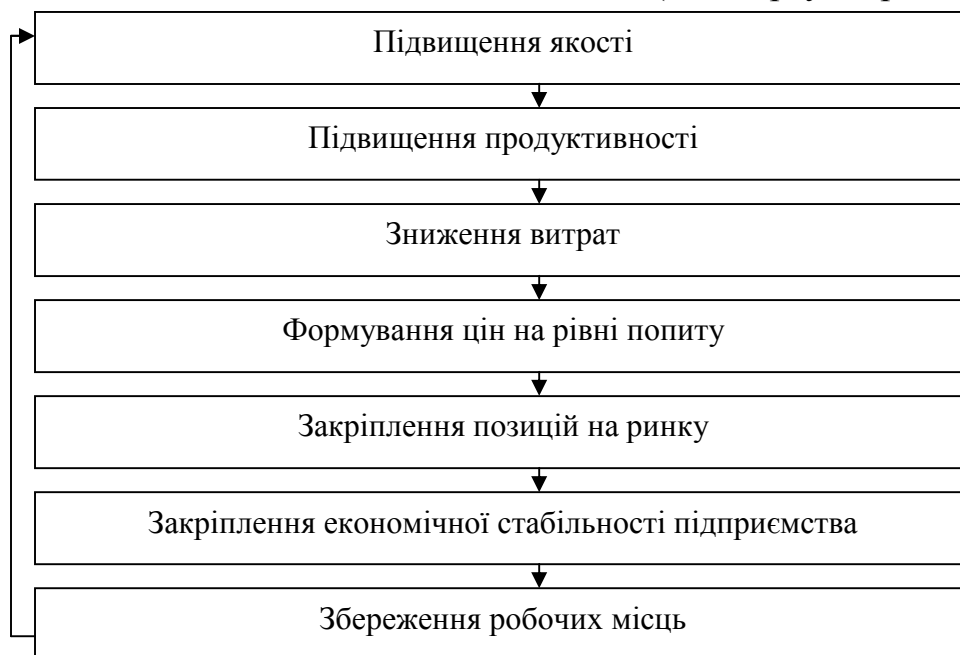 Підвищення якості
Підвищення продуктивності
Зниження витрат
Формування цін на рівні попиту
Закріплення позицій на ринку
Закріплення економічної стабільності підприємства
Збереження робочих місць